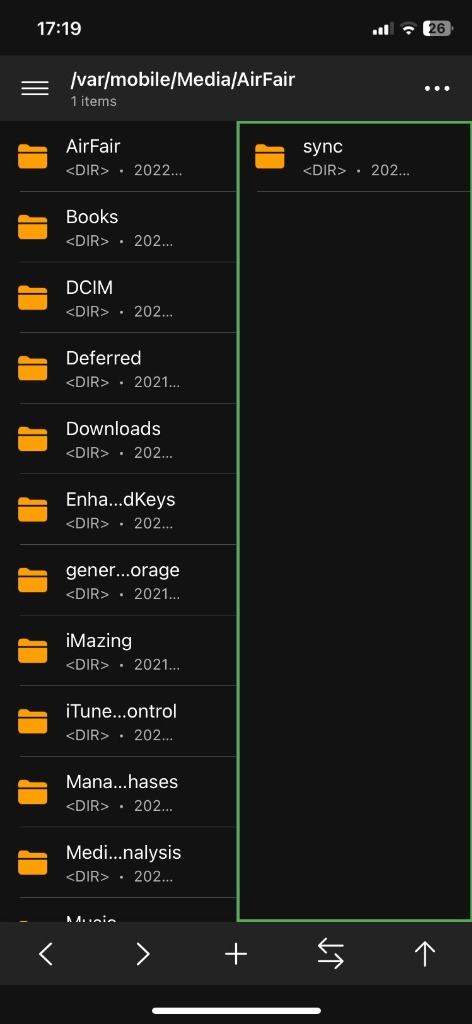 17:19
26
/var/mobile/Media/AirFair
1 items
AirFair
<DIR> • 2022...
Books
<DIR> • 202...
DCIM
<DIR> • 202...
Deferred
<DIR> • 2021...
Downloads
<DIR> • 202...
Enha...dKeys
<DIR> • 202...
gener...orage
<DIR> • 2021...
iMazing
<DIR> • 2021...
iTune...ontrol
<DIR> • 202...
Mana...hases
<DIR> • 202...
Medi...nalysis
<DIR> • 202...
Music
sync
<DIR> • 202...